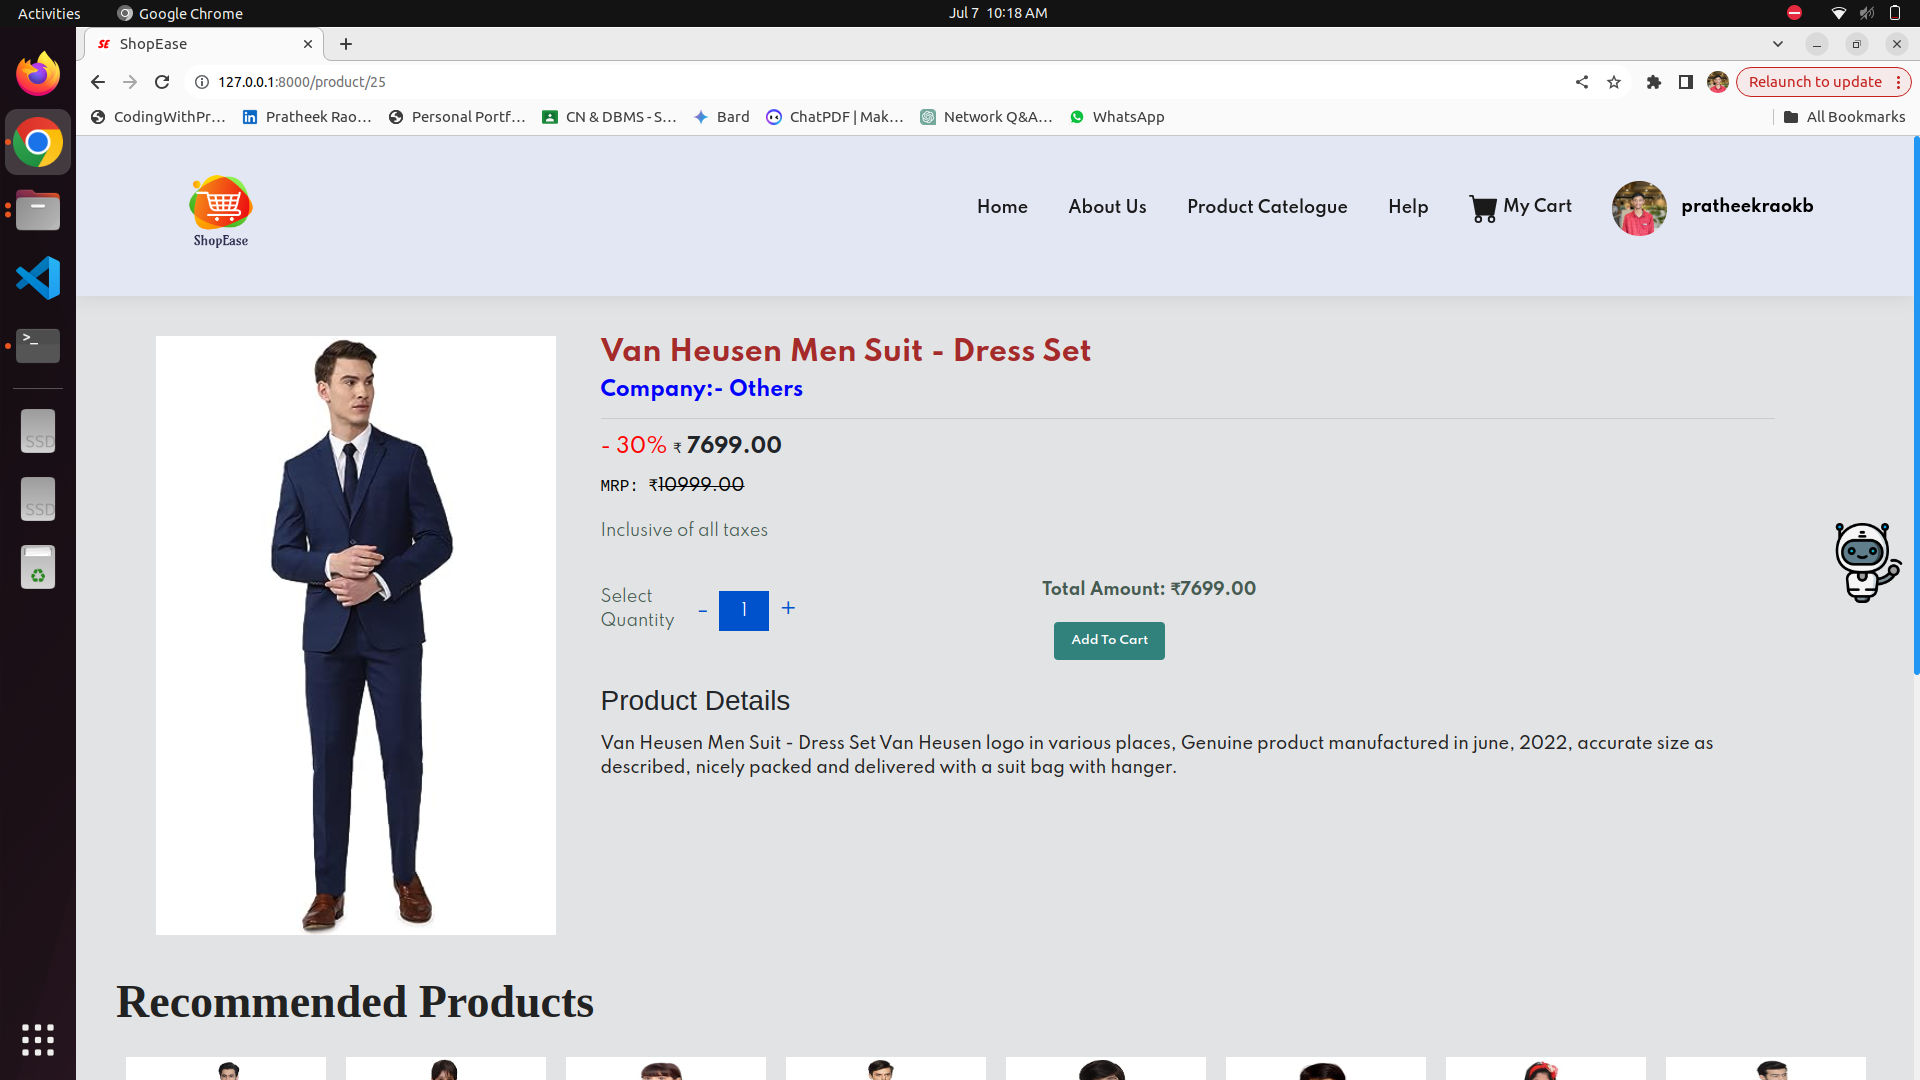 Activities
Google Chrome
Jul 7 10:18 AM
SE ShopEase
127.0.0.1:8000/product/25
Relaunch to update
CodingWithPr...
Pratheek Rao...
Personal Portf...
CN & DBMS - S...
Bard
ChatPDF | Mak...
Network Q&A...
WhatsApp
All Bookmarks
ShopEase
Home
About Us
Product Catelogue
Help
My Cart
pratheekraokb
Van Heusen Men Suit - Dress Set
Company:- Others
- 30% ₹ 7699.00
MRP: ₹10999.00
Inclusive of all taxes
Select
Quantity
- 1 +
Total Amount: ₹7699.00
Add To Cart
Product Details
Van Heusen Men Suit - Dress Set Van Heusen logo in various places, Genuine product manufactured in june, 2022, accurate size as
described, nicely packed and delivered with a suit bag with hanger.
SSD
SSD
Recommended Products